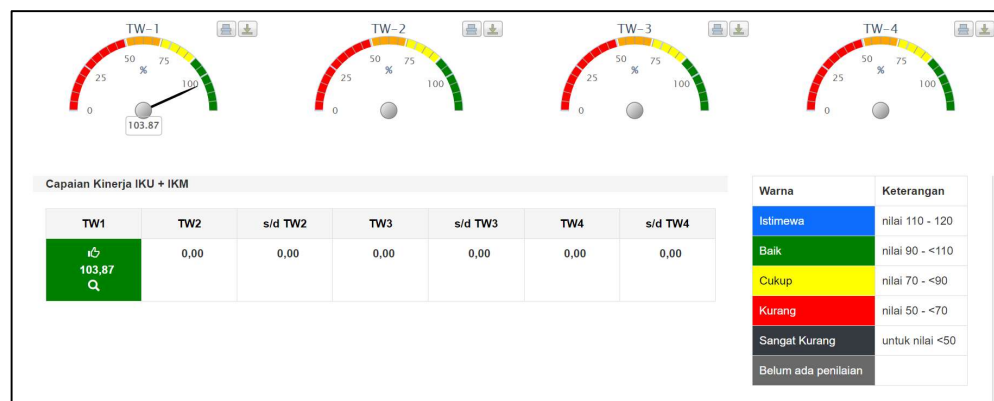 TW-1
TW-2
TW-3
TW-4
0 25 50 75 100 %
0 25 50 75 100 %
0 25 50 75 100 %
0 25 50 75 100 %
103.87
Capaian Kinerja IKU + IKM
TW1 TW2 s/d TW2 TW3 s/d TW3 TW4 s/d TW4
103,87 0,00 0,00 0,00 0,00 0,00 0,00
Warna Keterangan
Istimewa nilai 110 - 120
Baik nilai 90 - <110
Cukup nilai 70 - <90
Kurang nilai 50 - <70
Sangat Kurang untuk nilai <50
Belum ada penilaian